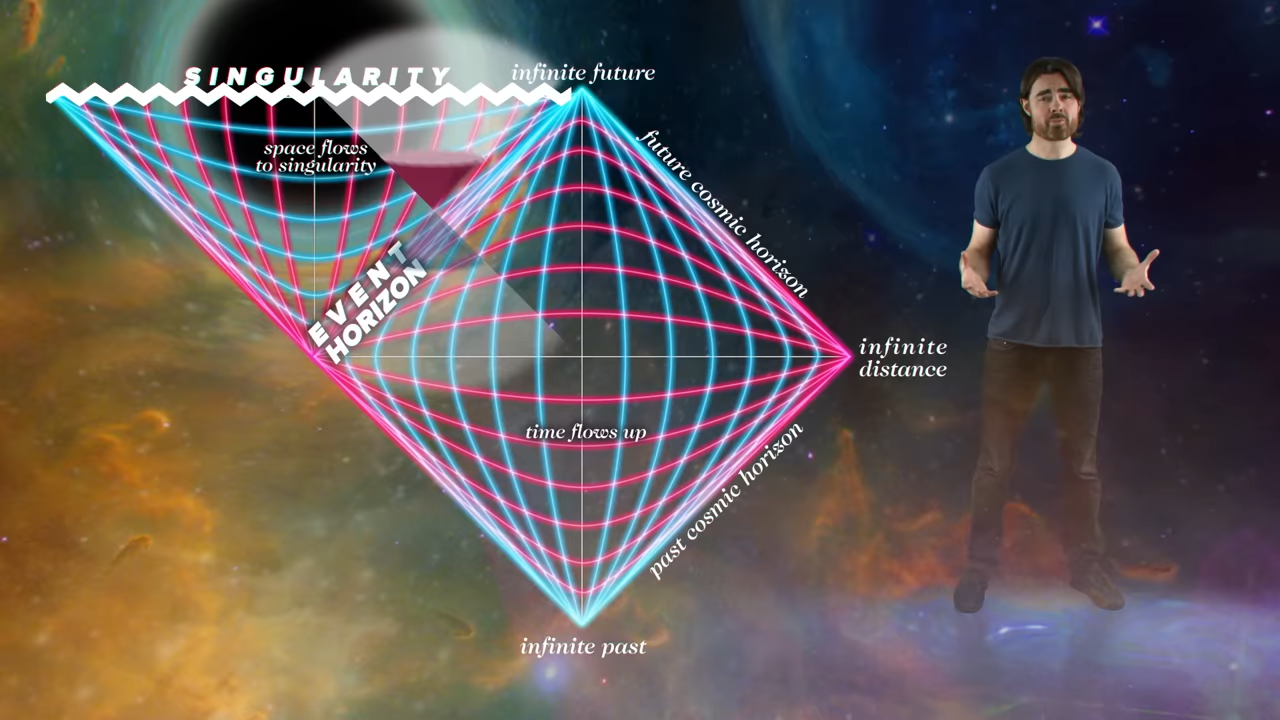 SINGULARITY
infinite future
space flows
to singularity
future cosmic horizon
EVENT
HORIZON
infinite
distance
time flows up
past cosmic horizon
infinite past